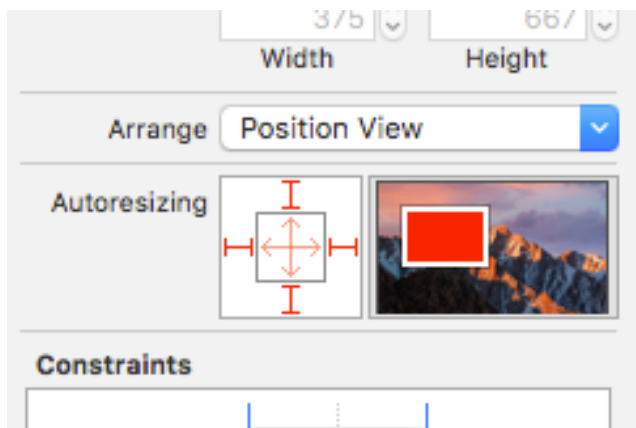 375 667
Width Height
Arrange Position View
Autoresizing
Constraints